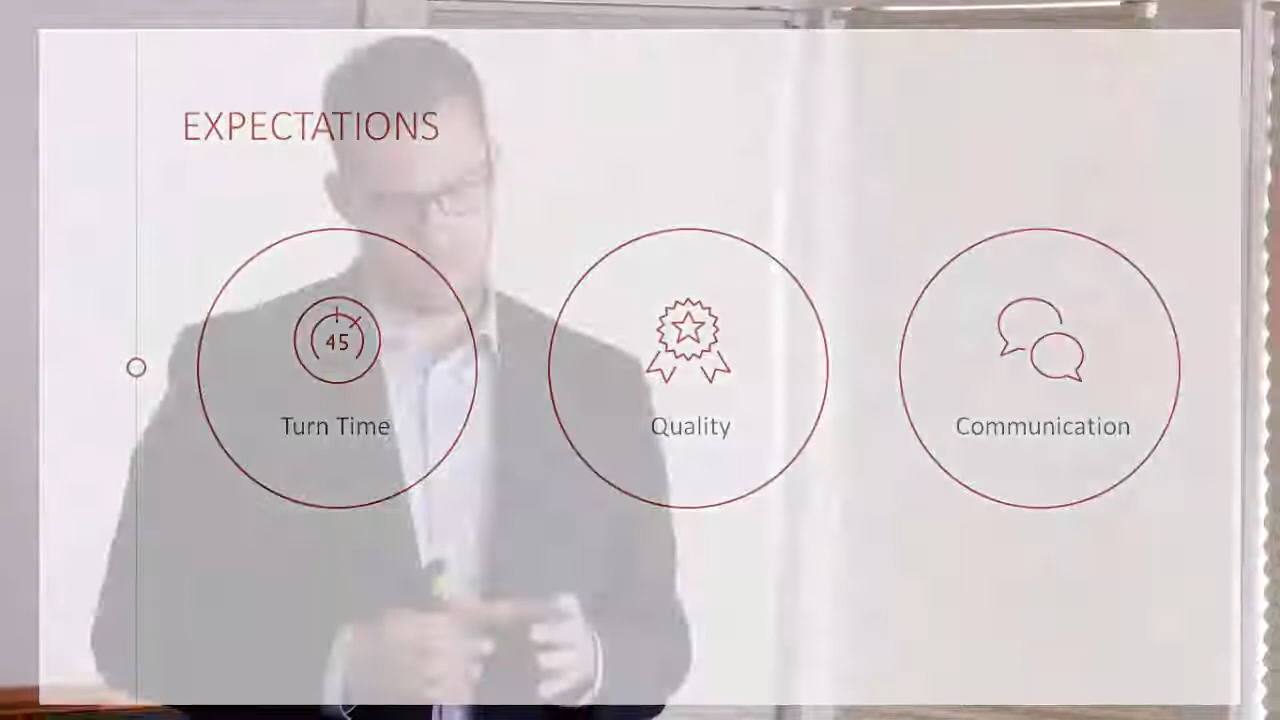 EXPECTATIONS
45
Turn Time
Quality
Communication